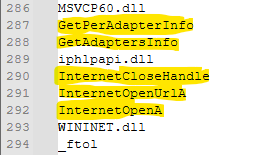 286 MSVCP60.dll
287 GetPerAdapterInfo
288 GetAdaptersInfo
289 iphlpapi.dll
290 InternetCloseHandle
291 InternetOpenUrlA
292 InternetOpenA
293 WININET.dll
294 _ftol